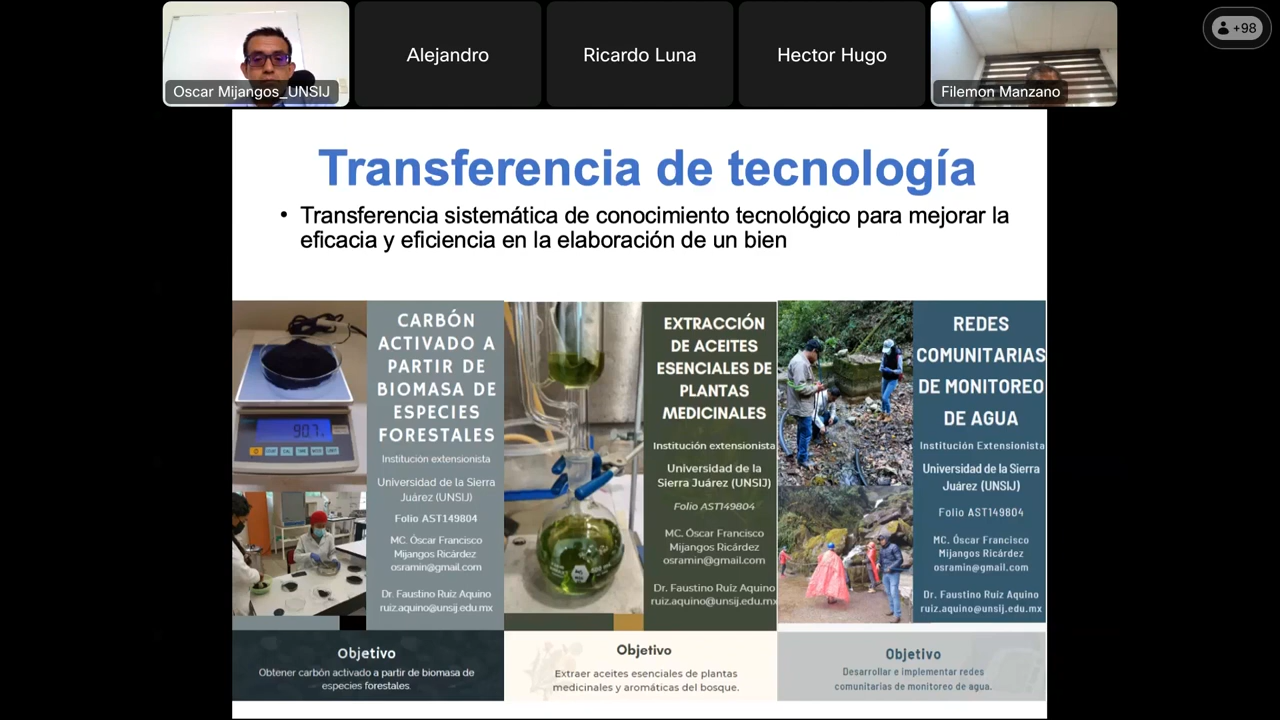 Oscar Mijangos_UNSIJ
Alejandro
Ricardo Luna
Hector Hugo
Filemon Manzano
+98
Transferencia de tecnología
• Transferencia sistemática de conocimiento tecnológico para mejorar la
eficacia y eficiencia en la elaboración de un bien
CARBÓN
ACTIVADO A
PARTIR DE
BIOMASA DE
ESPECIES
FORESTALES
Institución extensionista
Universidad de la Sierra
Juárez (UNSIJ)
Folio AST149804
MC. Óscar Francisco
Mijangos Ricárdez
osramin@gmail.com
Dr. Faustino Ruíz Aquino
ruiz.aquino@unsij.edu.mx
Objetivo
Obtener carbón activado a partir de biomasa de
especies forestales.
EXTRACCIÓN
DE ACEITES
ESENCIALES DE
PLANTAS
MEDICINALES
Institución extensionista
Universidad de la
Sierra Juárez (UNSIJ)
Folio AST149804
MC. Óscar Francisco
Mijangos Ricárdez
osramin@gmail.com
Dr. Faustino Ruíz Aquino
ruiz.aquino@unsij.edu.mx
Objetivo
Extraer aceites esenciales de plantas
medicinales y aromáticas del bosque.
REDES
COMUNITARIAS
DE MONITOREO
DE AGUA
Institución Extensionista
Universidad de la Sierra
Juárez (UNSIJ)
Folio AST149804
MC. Óscar Francisco
Mijangos Ricárdez
osramin@gmail.com
Dr. Faustino Ruíz Aquino
ruiz.aquino@unsij.edu.mx
Objetivo
Desarrollar e implementar redes
comunitarias de monitoreo de agua.